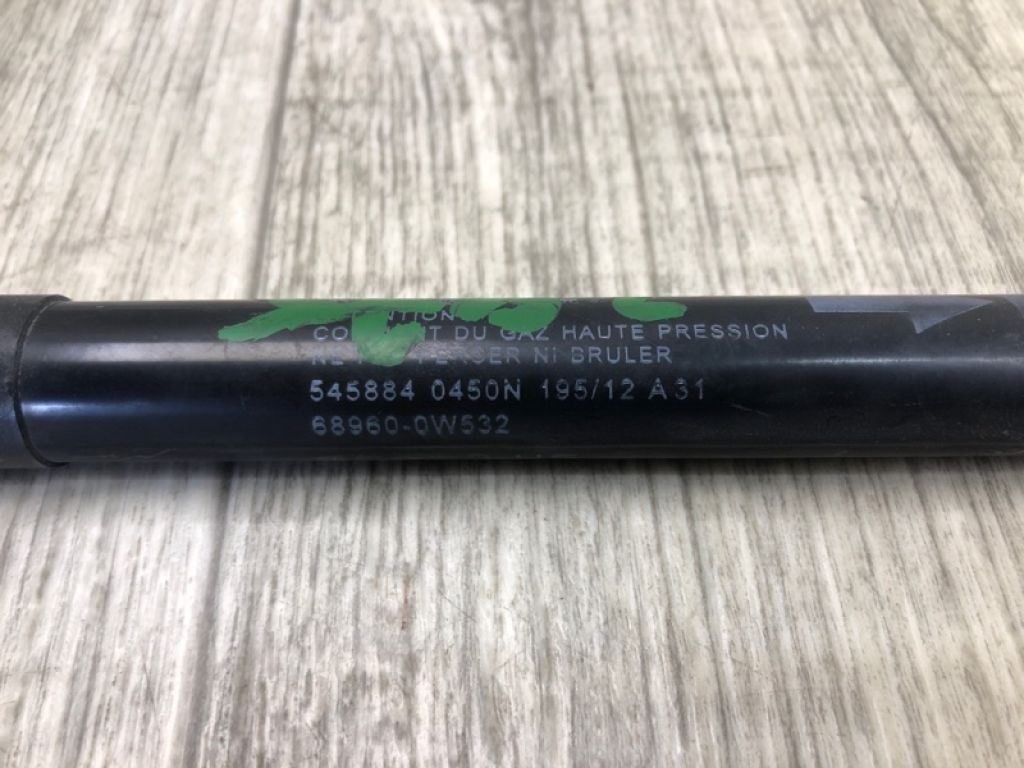 DU GAZ HAUTE PRESSION
NI BRULER
545884 0450N 195/12 A31
68960-0W532